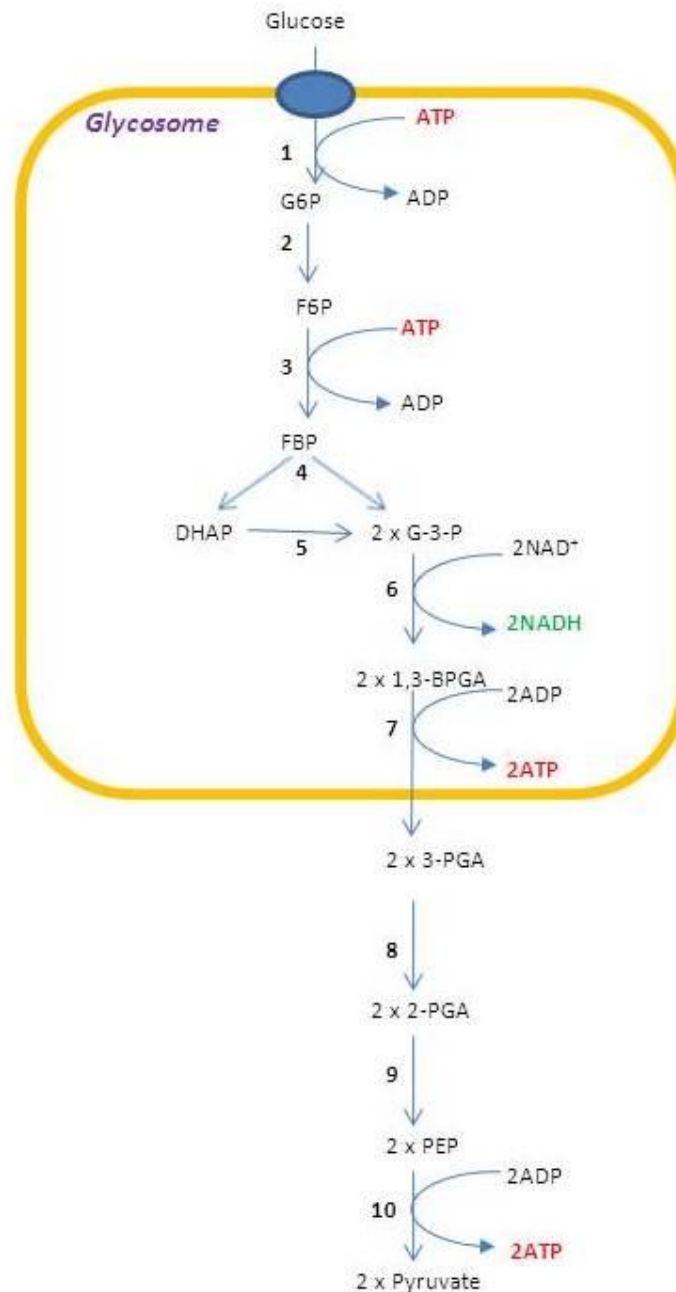 Glucose
Glycosome
ATP
1
ADP
G6P
2
F6P
ATP
3
ADP
FBP
4
DHAP
5
2 x G-3-P
2NAD⁺
6
2NADH
2 x 1,3-BPGA
2ADP
7
2ATP
2 x 3-PGA
8
2 x 2-PGA
9
2 x PEP
2ADP
10
2ATP
2 x Pyruvate